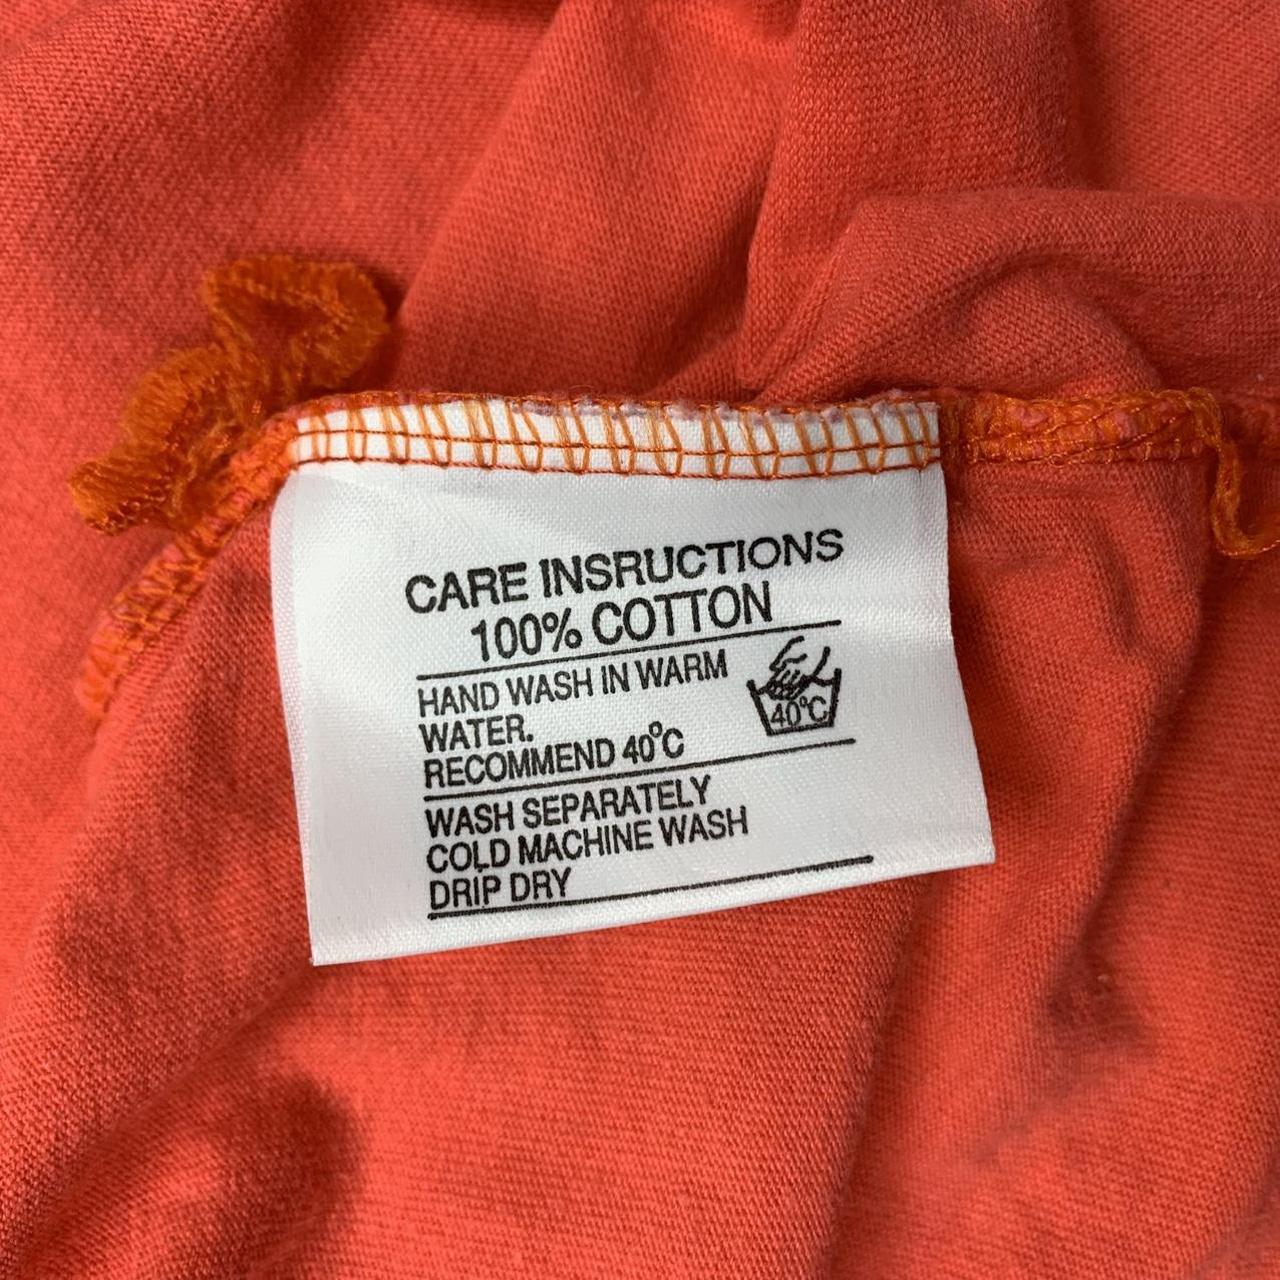 CARE INSRUCTIONS
100% COTTON
HAND WASH IN WARM
WATER.
RECOMMEND 40°C
40°C
WASH SEPARATELY
COLD MACHINE WASH
DRIP DRY